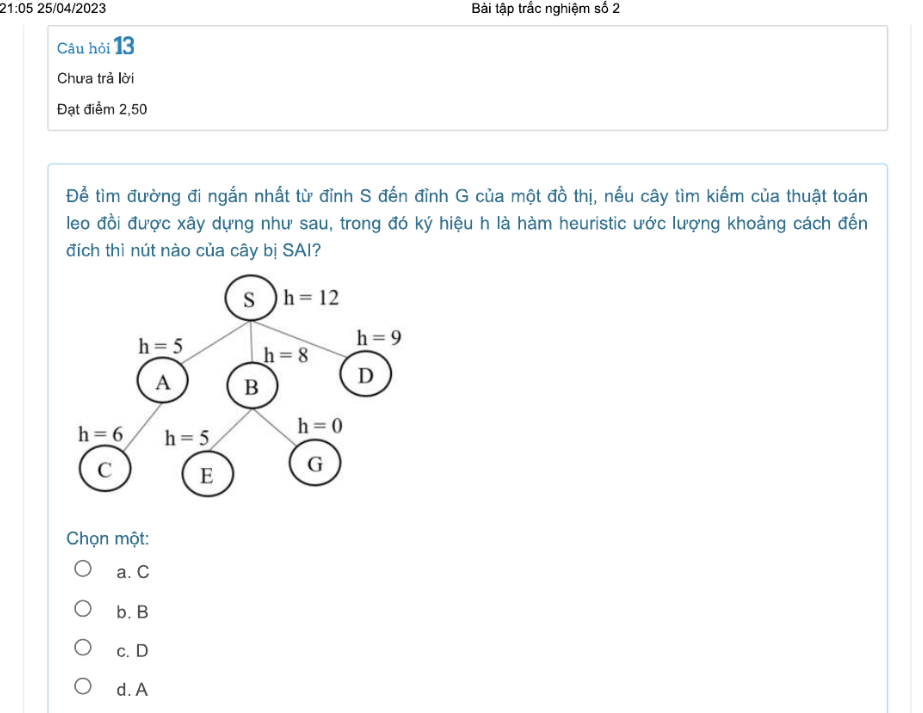 21:05 25/04/2023 Bài tập trắc nghiệm số 2
Câu hỏi 13
Chưa trả lời
Đạt điểm 2,50
Để tìm đường đi ngắn nhất từ đỉnh S đến đỉnh G của một đồ thị, nếu cây tìm kiếm của thuật toán
leo đồi được xây dựng như sau, trong đó ký hiệu h là hàm heuristic ước lượng khoảng cách đến
đích thì nút nào của cây bị SAI?
S h = 12
h = 5 h = 8 h = 9
A B D
h = 6 h = 5 h = 0
C E G
Chọn một:
a. C
b. B
c. D
d. A